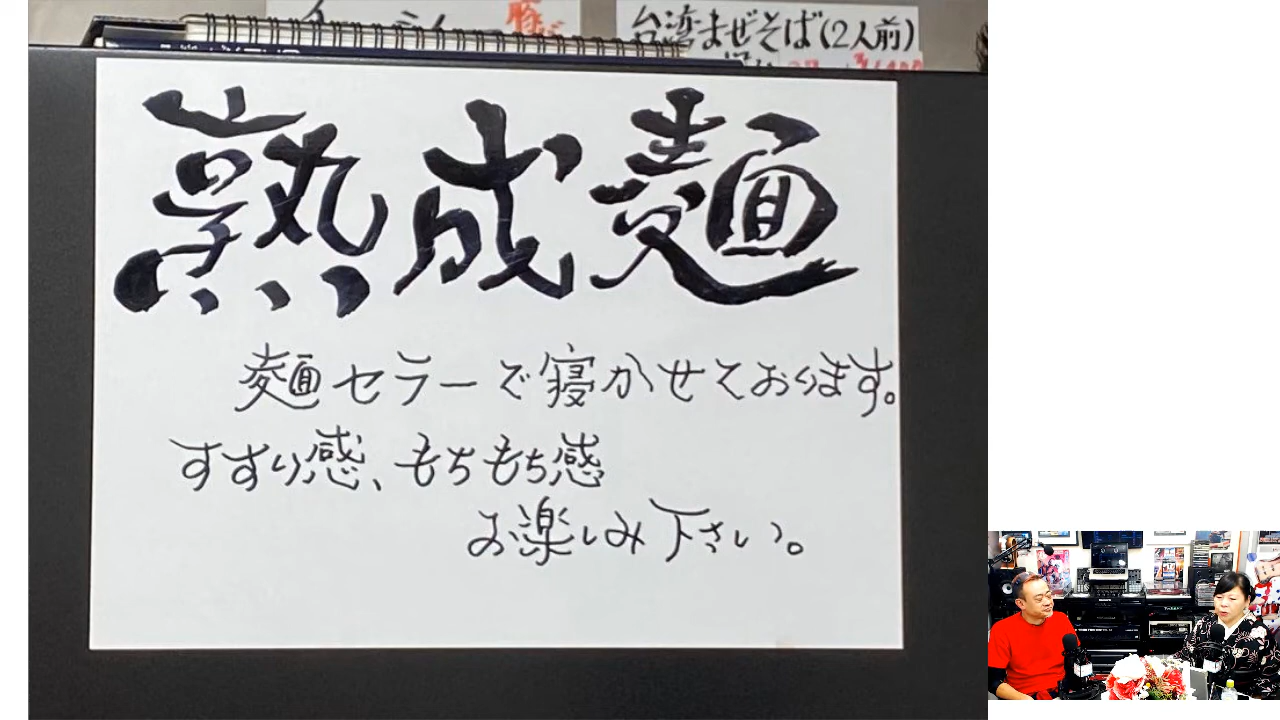 台湾まぜそば(2人前)
熟成麺
麺セラーで寝かせております。
すすり感、もちもち感
お楽しみ下さい。